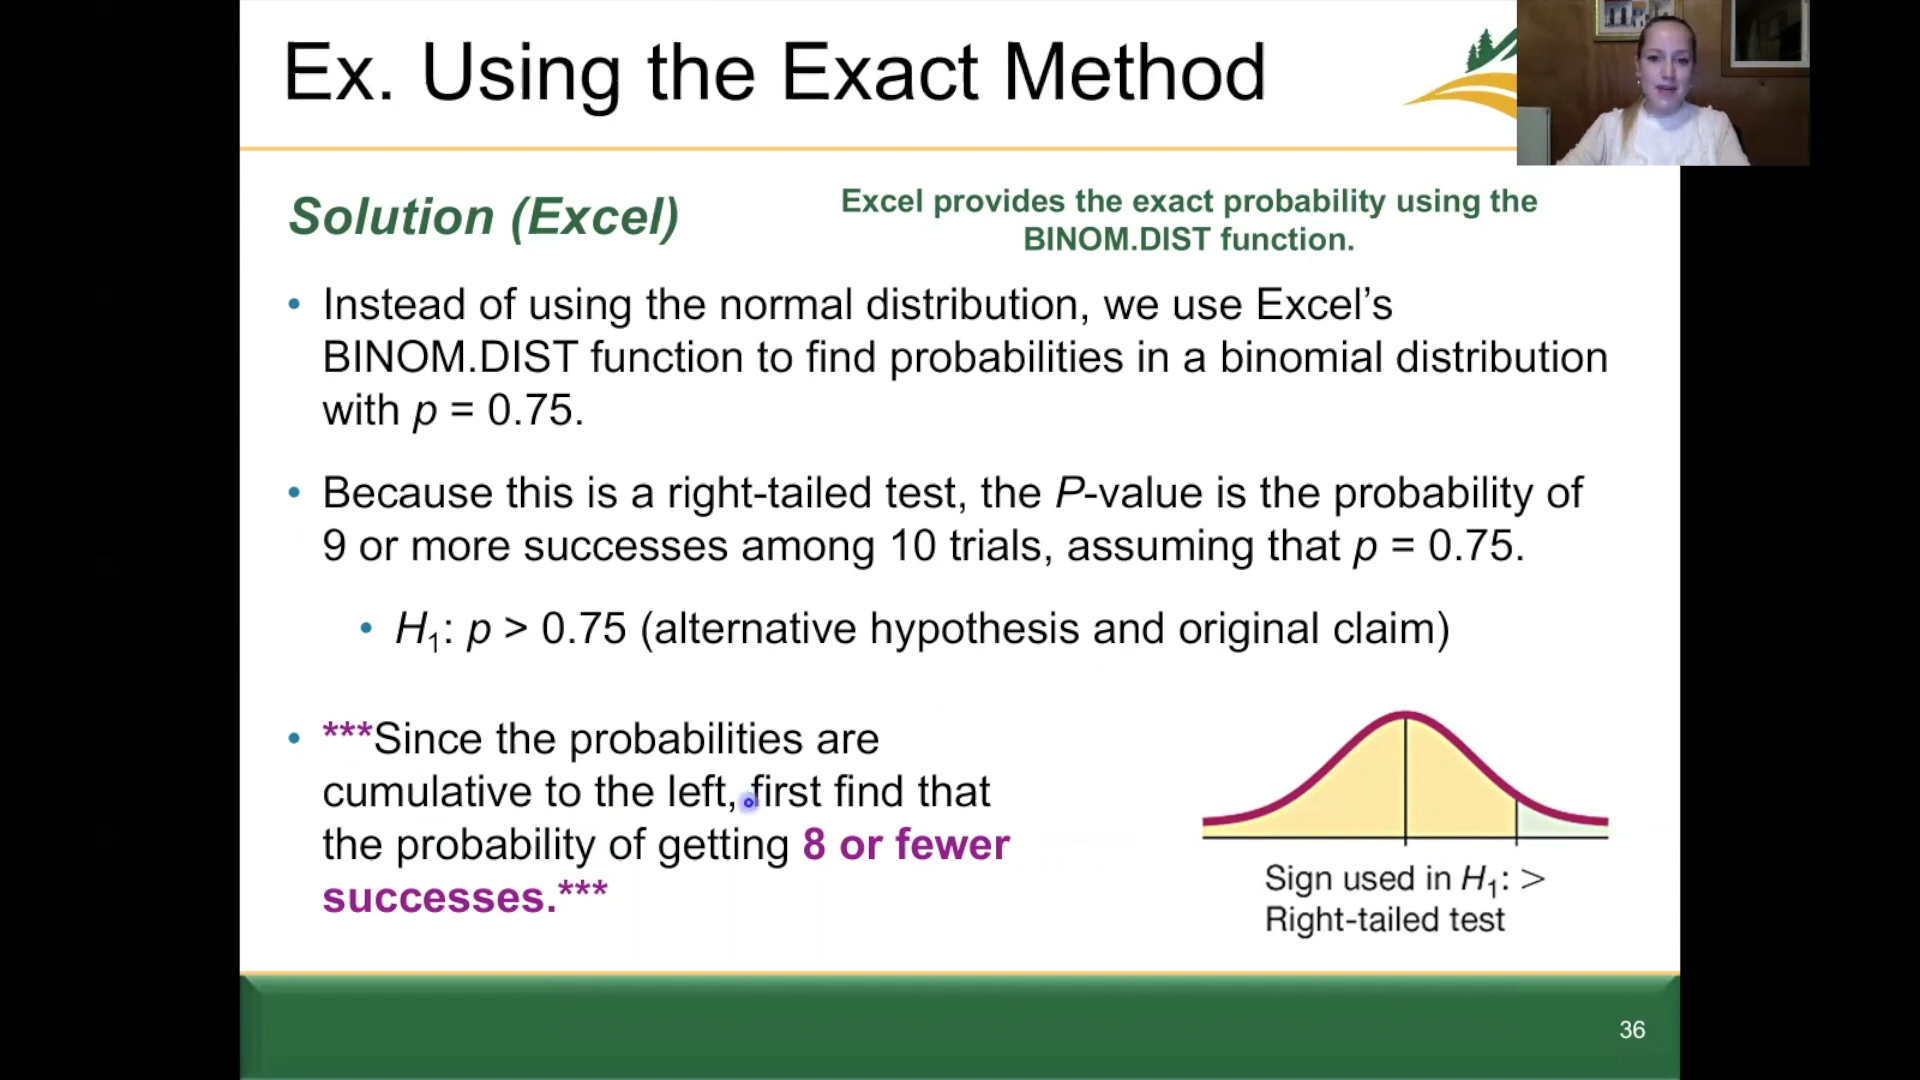 Ex. Using the Exact Method
Solution (Excel)
Excel provides the exact probability using the
BINOM.DIST function.
• Instead of using the normal distribution, we use Excel’s
BINOM.DIST function to find probabilities in a binomial distribution
with p = 0.75.
• Because this is a right-tailed test, the P-value is the probability of
9 or more successes among 10 trials, assuming that p = 0.75.
• H₁: p > 0.75 (alternative hypothesis and original claim)
• ***Since the probabilities are
cumulative to the left, first find that
the probability of getting 8 or fewer
successes.***
Sign used in H₁: >
Right-tailed test
36